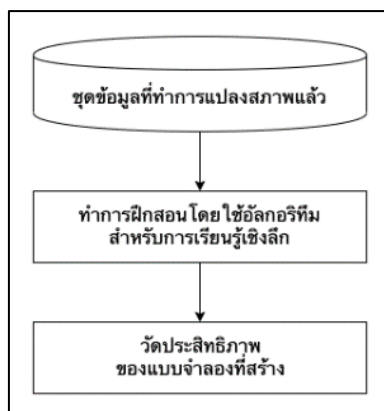 ชุดข้อมูลที่ทำการแปลงสภาพแล้ว
ทำการฝึกสอนโดยใช้อัลกอริทึม
สำหรับการเรียนรู้เชิงลึก
วัดประสิทธิภาพ
ของแบบจำลองที่สร้าง